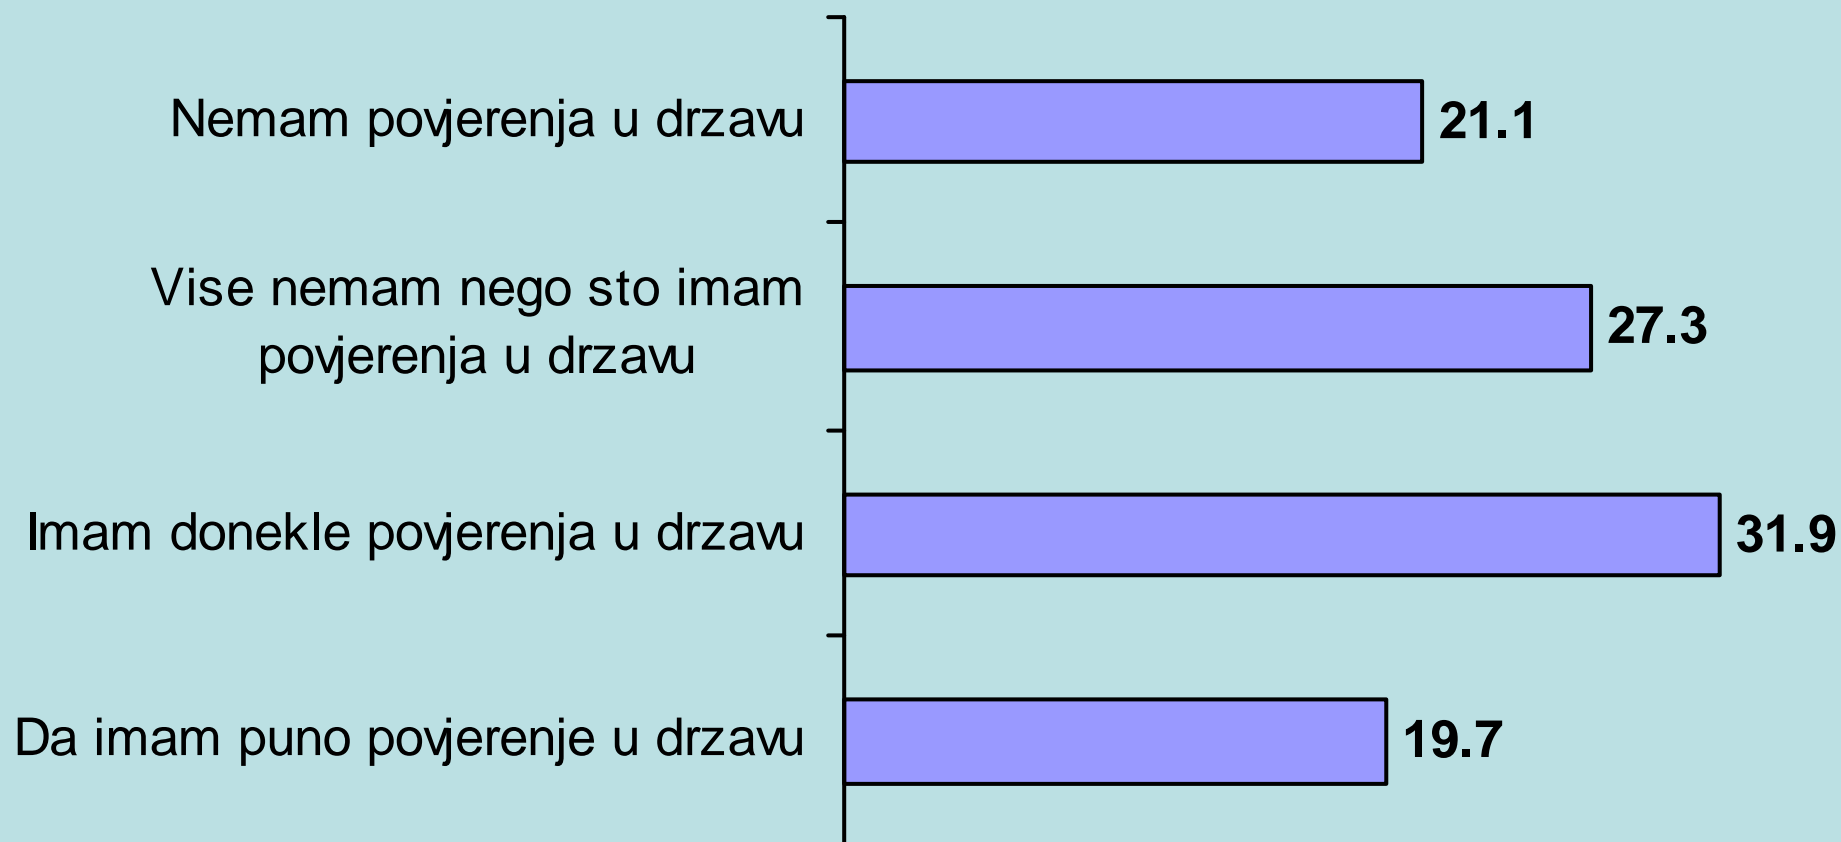 Nemam povjerenja u drzavu
21.1
Vise nemam nego sto imam
povjerenja u drzavu
27.3
Imam donekle povjerenja u drzavu
31.9
Da imam puno povjerenje u drzavu
19.7